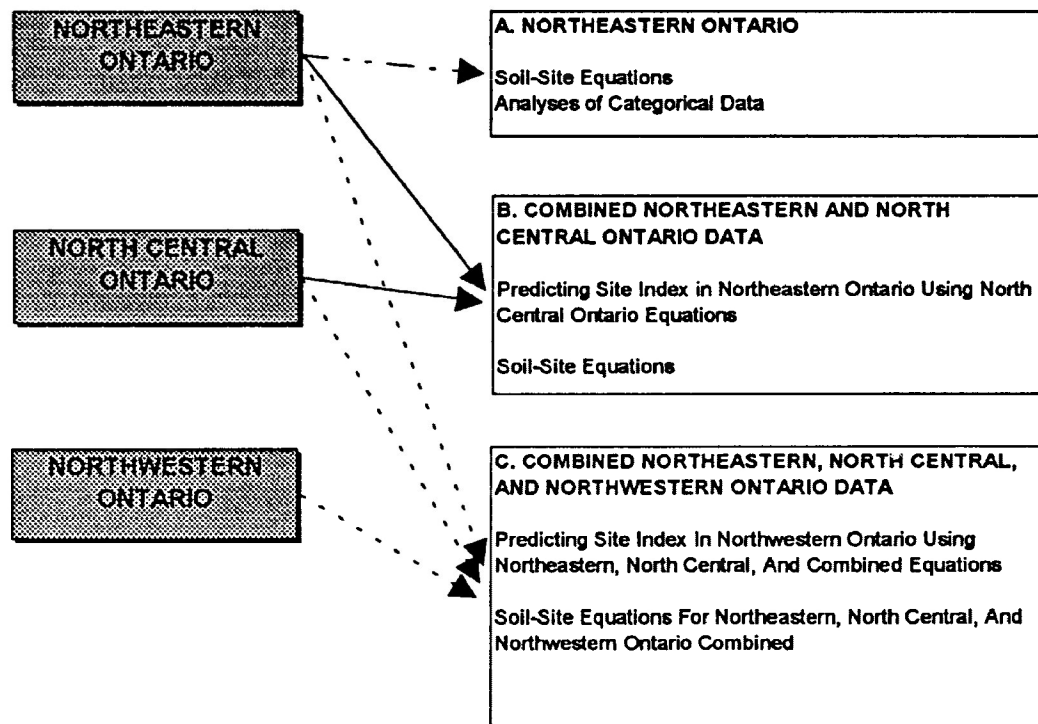 NORTHEASTERN
ONTARIO
A. NORTHEASTERN ONTARIO
Soil-Site Equations
Analyses of Categorical Data
NORTH CENTRAL
ONTARIO
B. COMBINED NORTHEASTERN AND NORTH
CENTRAL ONTARIO DATA
Predicting Site Index in Northeastern Ontario Using North
Central Ontario Equations
Soil-Site Equations
NORTHWESTERN
ONTARIO
C. COMBINED NORTHEASTERN, NORTH CENTRAL,
AND NORTHWESTERN ONTARIO DATA
Predicting Site Index In Northwestern Ontario Using
Northeastern, North Central, And Combined Equations
Soil-Site Equations For Northeastern, North Central, And
Northwestern Ontario Combined